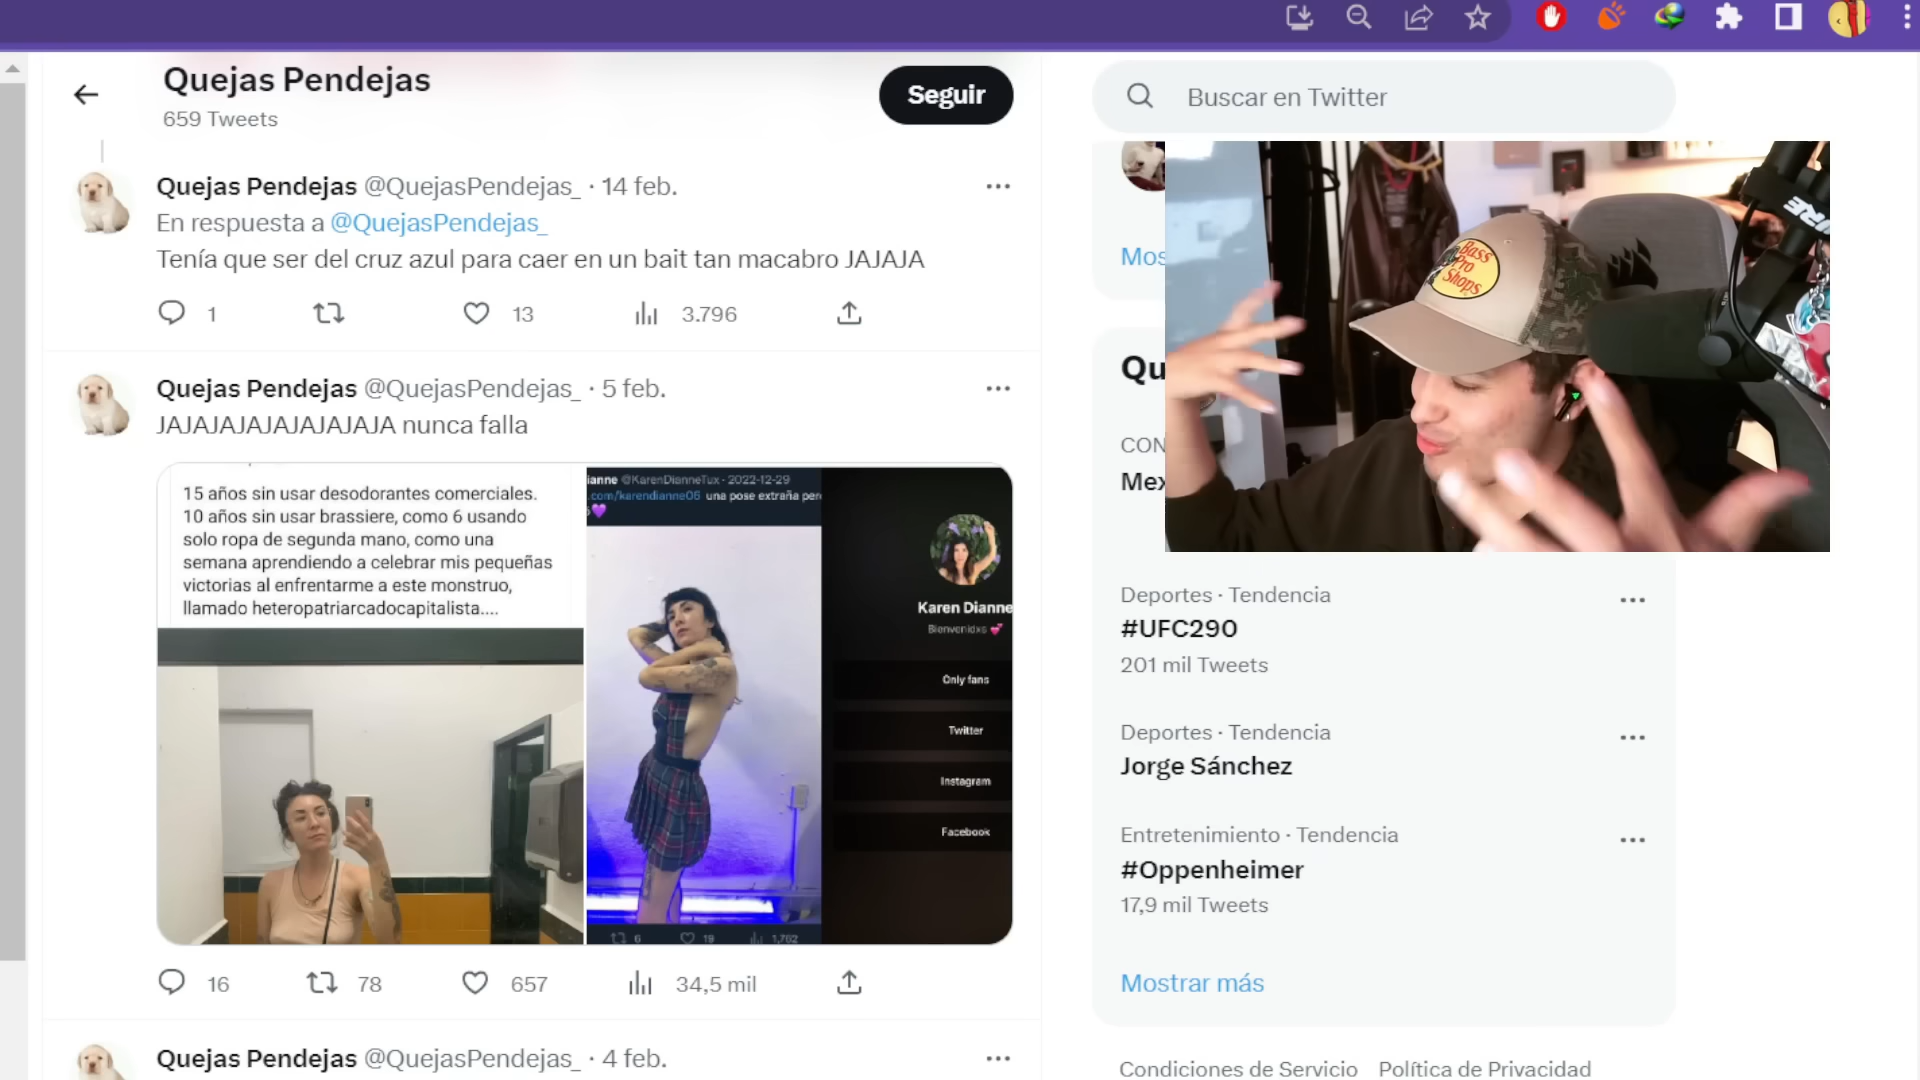 Quejas Pendejas
659 Tweets
Seguir
Quejas Pendejas @QuejasPendejas_ · 14 feb.
En respuesta a @QuejasPendejas_
Tenía que ser del cruz azul para caer en un bait tan macabro JAJAJA
1 13 3.796
Quejas Pendejas @QuejasPendejas_ · 5 feb.
JAJAJAJAJAJAJAJAJA nunca falla
15 años sin usar desodorantes comerciales.
10 años sin usar brassiere, como 6 usando
solo ropa de segunda mano, como una
semana aprendiendo a celebrar mis pequeñas
victorias al enfrentarme a este monstruo,
llamado heteropatriarcadocapitalista....
ianne @KarenDianneTux · 2022-12-29
.com/karendianne06 una pose extraña per
6 19 1,762
Karen Dianne
Bienvenidxs
Only fans
Twitter
Instagram
Facebook
16 78 657 34,5 mil
Quejas Pendejas @QuejasPendejas_ · 4 feb.
Buscar en Twitter
Mos
Qu
CON
Mex
Bass
Pro
Shops
Deportes · Tendencia
#UFC290
201 mil Tweets
Deportes · Tendencia
Jorge Sánchez
Entretenimiento · Tendencia
#Oppenheimer
17,9 mil Tweets
Mostrar más
Condiciones de Servicio Política de Privacidad